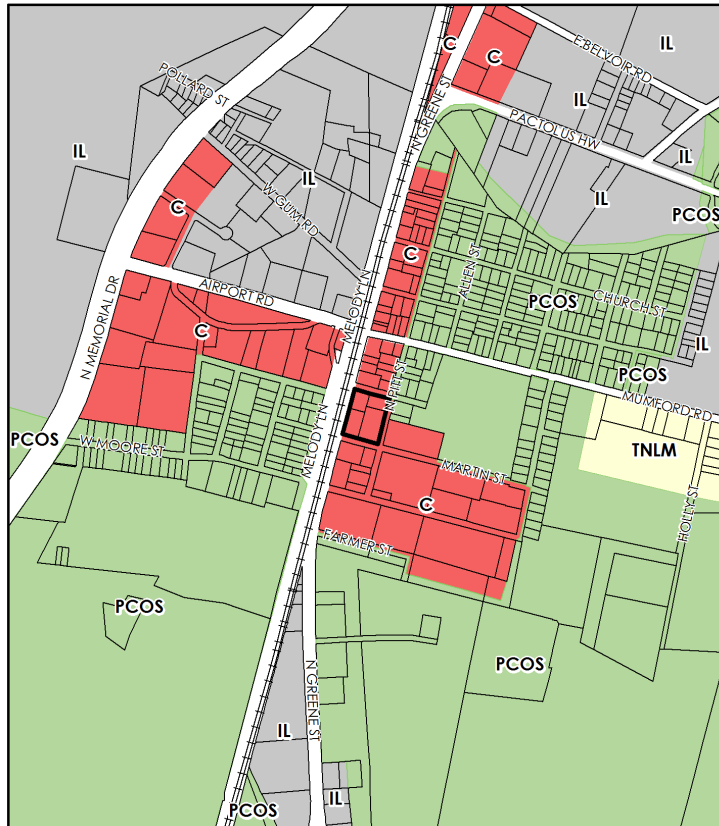 C
C
IL
E BELVOIR RD
POLLARD ST
IL
N GREENE ST
PACTOLUS HW
IL
IL
IL
W GUM RD
C
IL
PCOS
C
ALLEN ST
AIRPORT RD
MELODY LN
PCOS
CHURCH ST
N MEMORIAL DR
C
IL
N PITT ST
PCOS
MUMFORD RD
PCOS
W MOORE ST
MELODY LN
MARTIN ST
TNLM
C
HOLLY ST
FARMER ST
PCOS
PCOS
N GREENE ST
IL
IL
PCOS